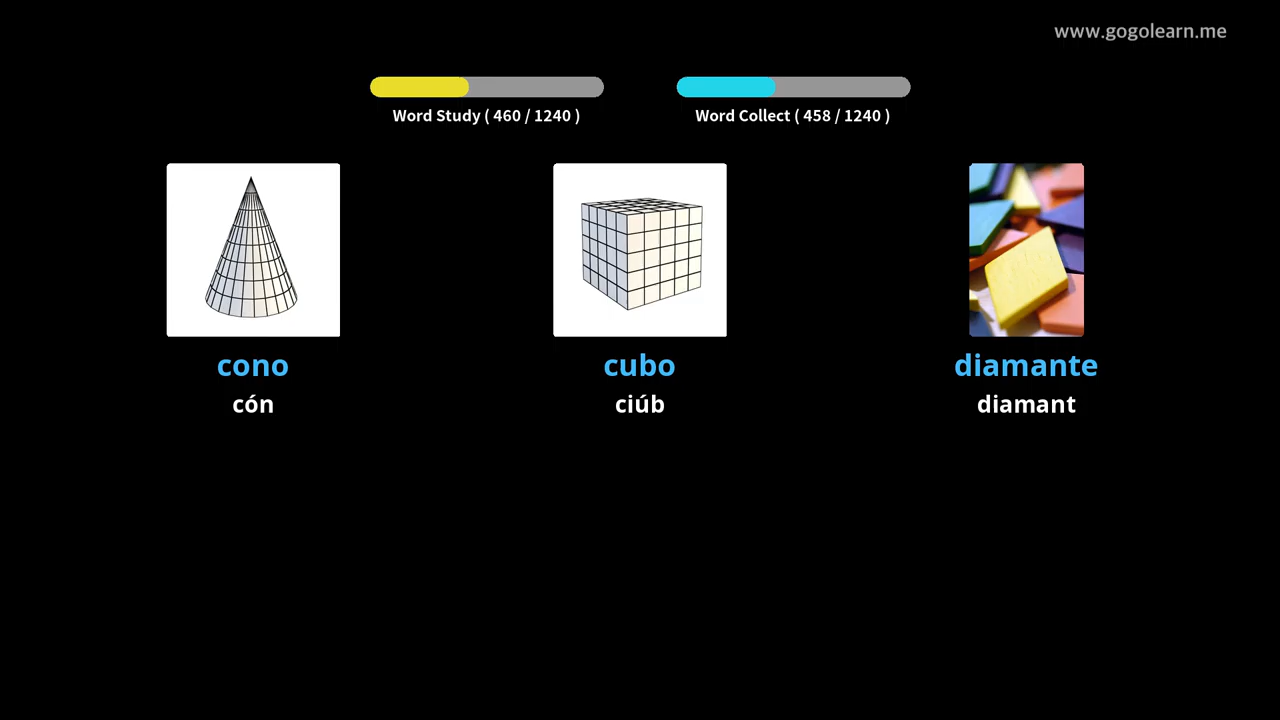 www.gogolearn.me
Word Study ( 460 / 1240 )
Word Collect ( 458 / 1240 )
cono
cón
cubo
ciúb
diamante
diamant